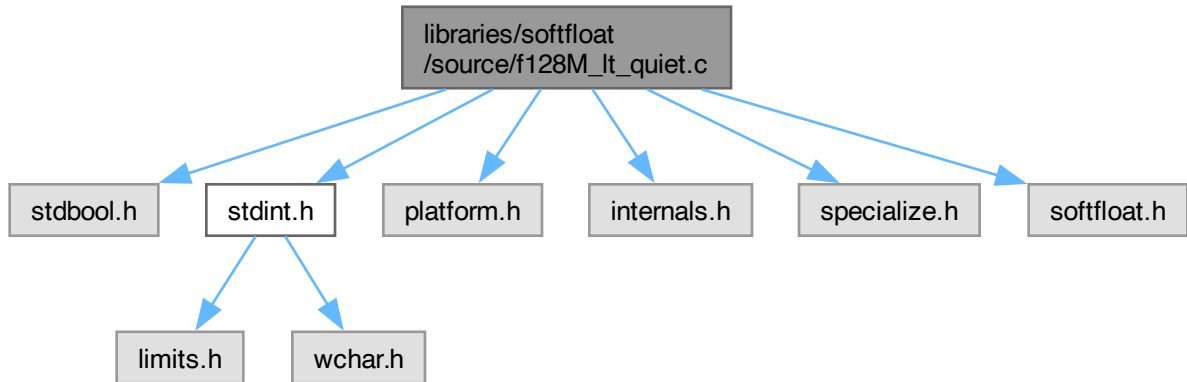 libraries/softfloat
/source/f128M_lt_quiet.c
stdbool.h
stdint.h
platform.h
internals.h
specialize.h
softfloat.h
limits.h
wchar.h